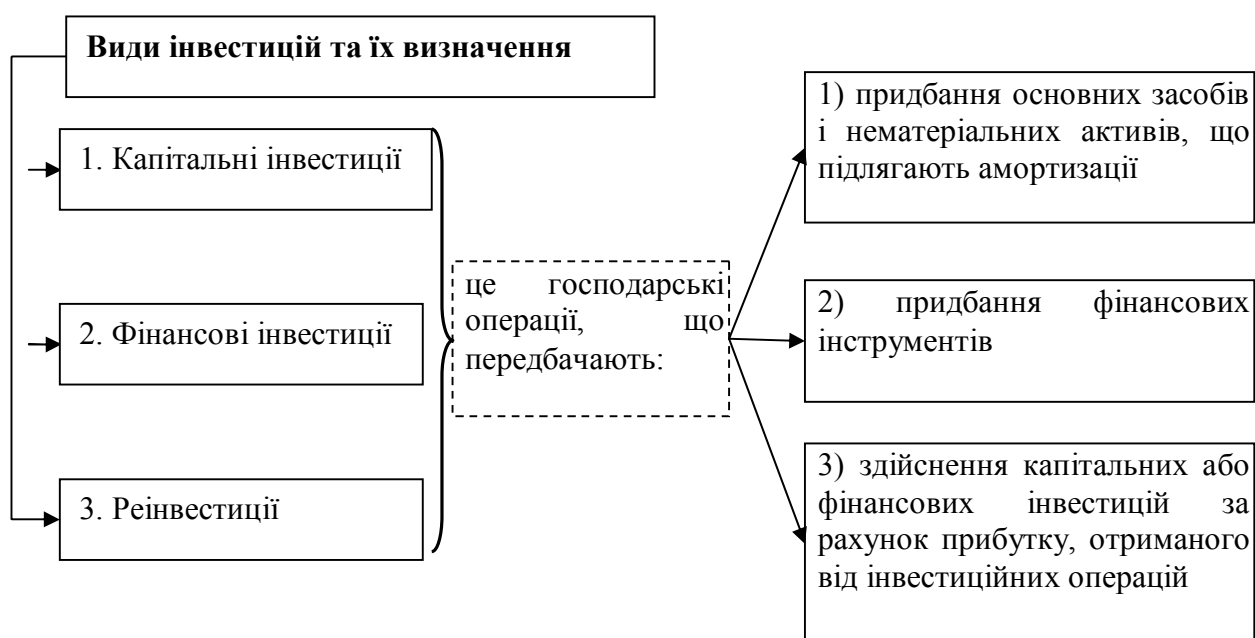 Види інвестицій та їх визначення
1. Капітальні інвестиції
2. Фінансові інвестиції
3. Реінвестиції
це господарські
операції, що
передбачають:
1) придбання основних засобів
і нематеріальних активів, що
підлягають амортизації
2) придбання фінансових
інструментів
3) здійснення капітальних або
фінансових інвестицій за
рахунок прибутку, отриманого
від інвестиційних операцій